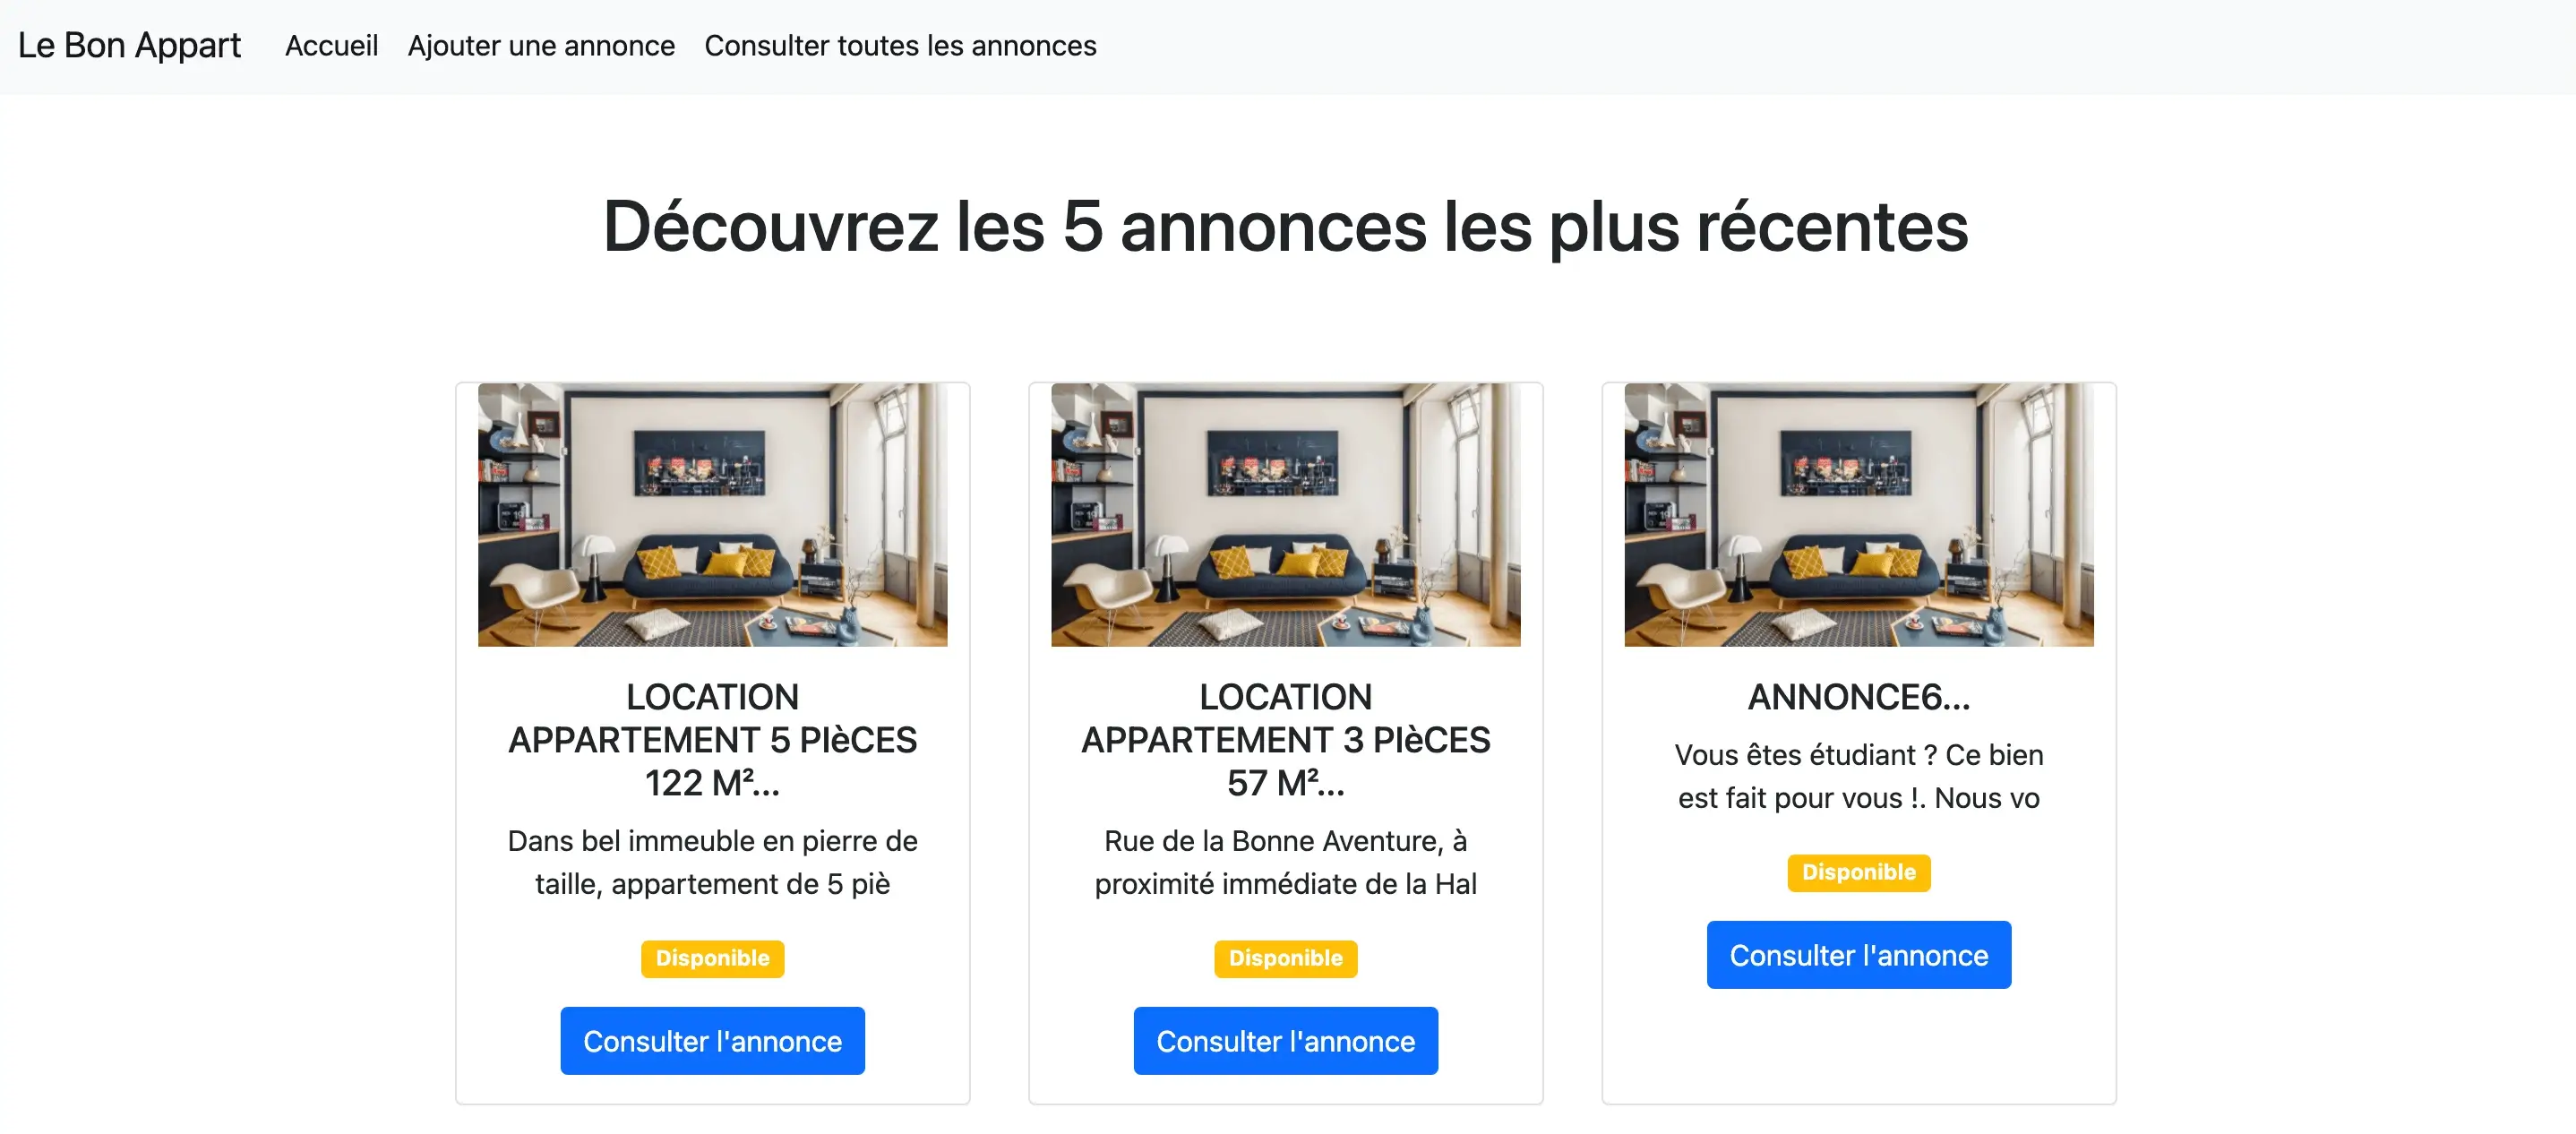 Le Bon Appart Accueil Ajouter une annonce Consulter toutes les annonces
Découvrez les 5 annonces les plus récentes
LOCATION
APPARTEMENT 5 PIèCES
122 M²...
Dans bel immeuble en pierre de
taille, appartement de 5 piè
Disponible
Consulter l'annonce
LOCATION
APPARTEMENT 3 PIèCES
57 M²...
Rue de la Bonne Aventure, à
proximité immédiate de la Hal
Disponible
Consulter l'annonce
ANNONCE6...
Vous êtes étudiant ? Ce bien
est fait pour vous !. Nous vo
Disponible
Consulter l'annonce